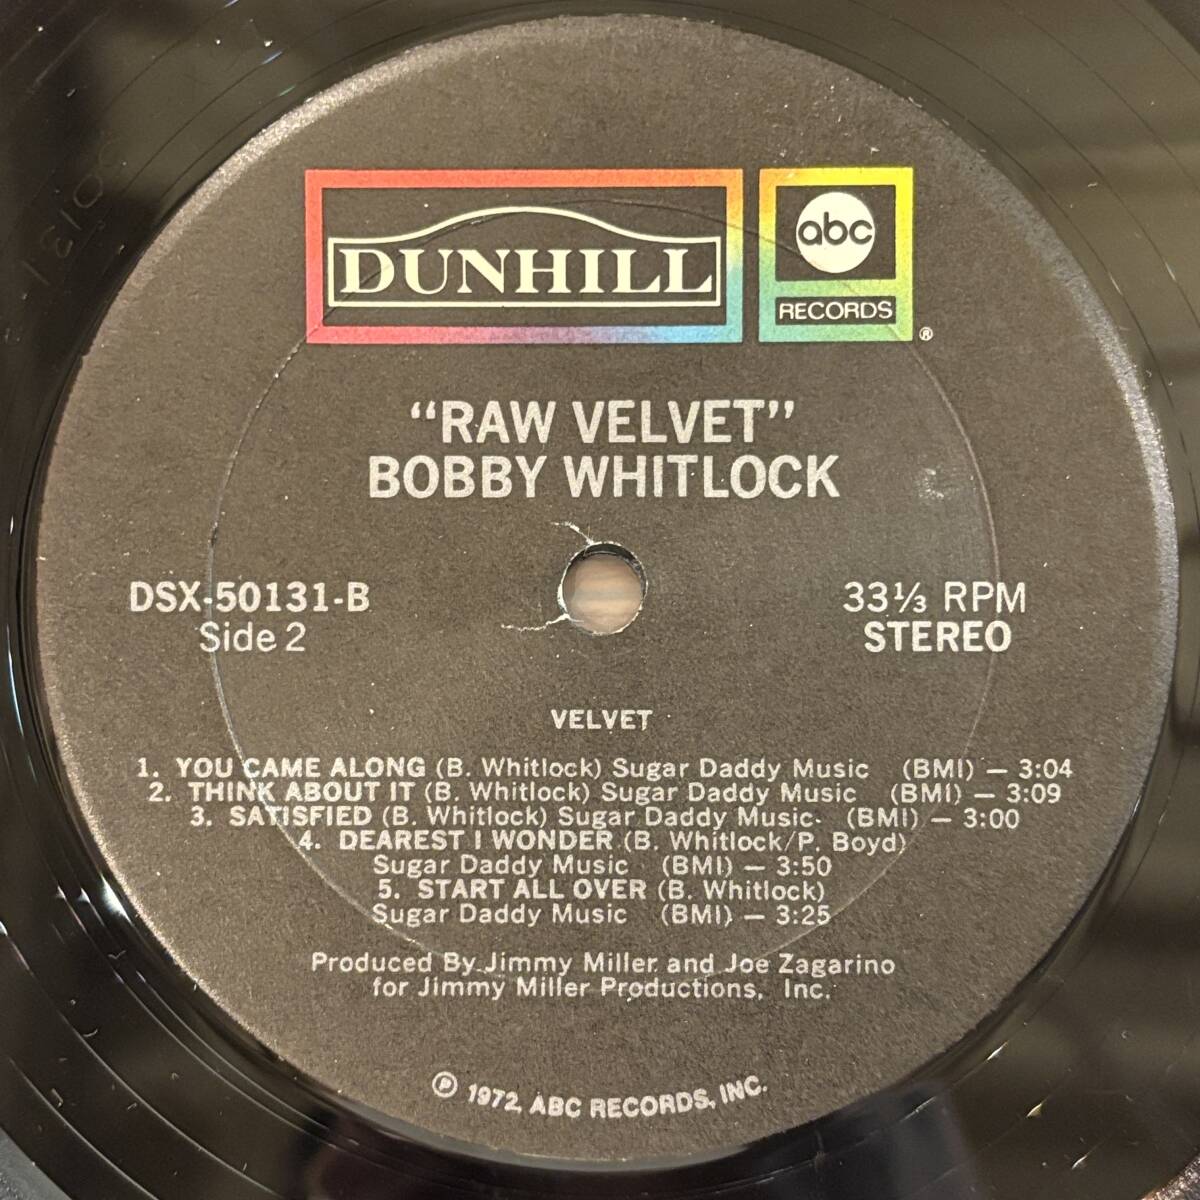 DUNHILL
abc
RECORDS
®
“RAW VELVET”
BOBBY WHITLOCK
DSX-50131-B
Side 2
33⅓ RPM
STEREO
VELVET
1. YOU CAME ALONG (B. Whitlock) Sugar Daddy Music (BMI) — 3:04
2. THINK ABOUT IT (B. Whitlock) Sugar Daddy Music (BMI) — 3:09
3. SATISFIED (B. Whitlock) Sugar Daddy Music (BMI) — 3:00
4. DEAREST I WONDER (B. Whitlock/P. Boyd)
Sugar Daddy Music (BMI) — 3:50
5. START ALL OVER (B. Whitlock)
Sugar Daddy Music (BMI) — 3:25
Produced By Jimmy Miller and Joe Zagarino
for Jimmy Miller Productions, Inc.
℗ 1972, ABC RECORDS, INC.